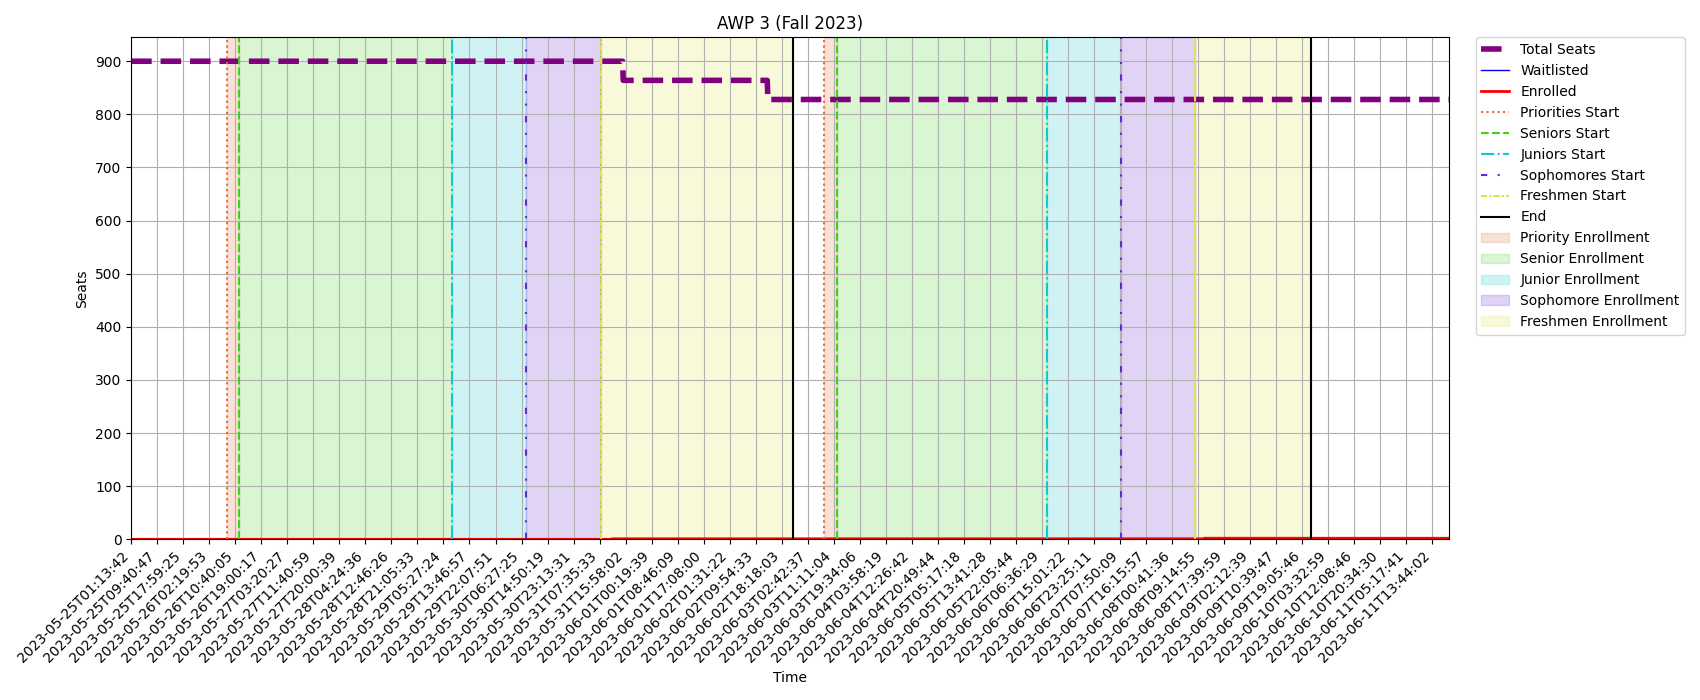 AWP 3 (Fall 2023)
Seats
900
800
700
600
500
400
300
200
100
0
2023-05-25T01:13:42
2023-05-25T09:40:47
2023-05-25T17:59:25
2023-05-26T02:19:53
2023-05-26T10:40:05
2023-05-26T19:00:17
2023-05-27T03:20:27
2023-05-27T11:40:59
2023-05-27T20:00:39
2023-05-28T04:24:36
2023-05-28T12:46:26
2023-05-28T21:05:33
2023-05-29T05:27:24
2023-05-29T13:46:57
2023-05-29T22:07:51
2023-05-30T06:27:25
2023-05-30T14:50:19
2023-05-30T23:13:31
2023-05-31T07:35:33
2023-05-31T15:58:02
2023-06-01T00:19:39
2023-06-01T08:46:09
2023-06-01T17:08:00
2023-06-02T01:31:22
2023-06-02T09:54:33
2023-06-02T18:18:03
2023-06-03T02:42:37
2023-06-03T11:11:04
2023-06-03T19:34:06
2023-06-04T03:58:19
2023-06-04T12:26:42
2023-06-04T20:49:44
2023-06-05T05:17:18
2023-06-05T13:41:28
2023-06-05T22:05:44
2023-06-06T06:36:29
2023-06-06T15:01:22
2023-06-06T23:25:11
2023-06-07T07:50:09
2023-06-07T16:15:57
2023-06-08T00:41:36
2023-06-08T09:14:55
2023-06-08T17:39:59
2023-06-09T02:12:39
2023-06-09T10:39:47
2023-06-09T19:05:46
2023-06-10T03:32:59
2023-06-10T12:08:46
2023-06-10T20:34:30
2023-06-11T05:17:41
2023-06-11T13:44:02
Time
Total Seats
Waitlisted
Enrolled
Priorities Start
Seniors Start
Juniors Start
Sophomores Start
Freshmen Start
End
Priority Enrollment
Senior Enrollment
Junior Enrollment
Sophomore Enrollment
Freshmen Enrollment